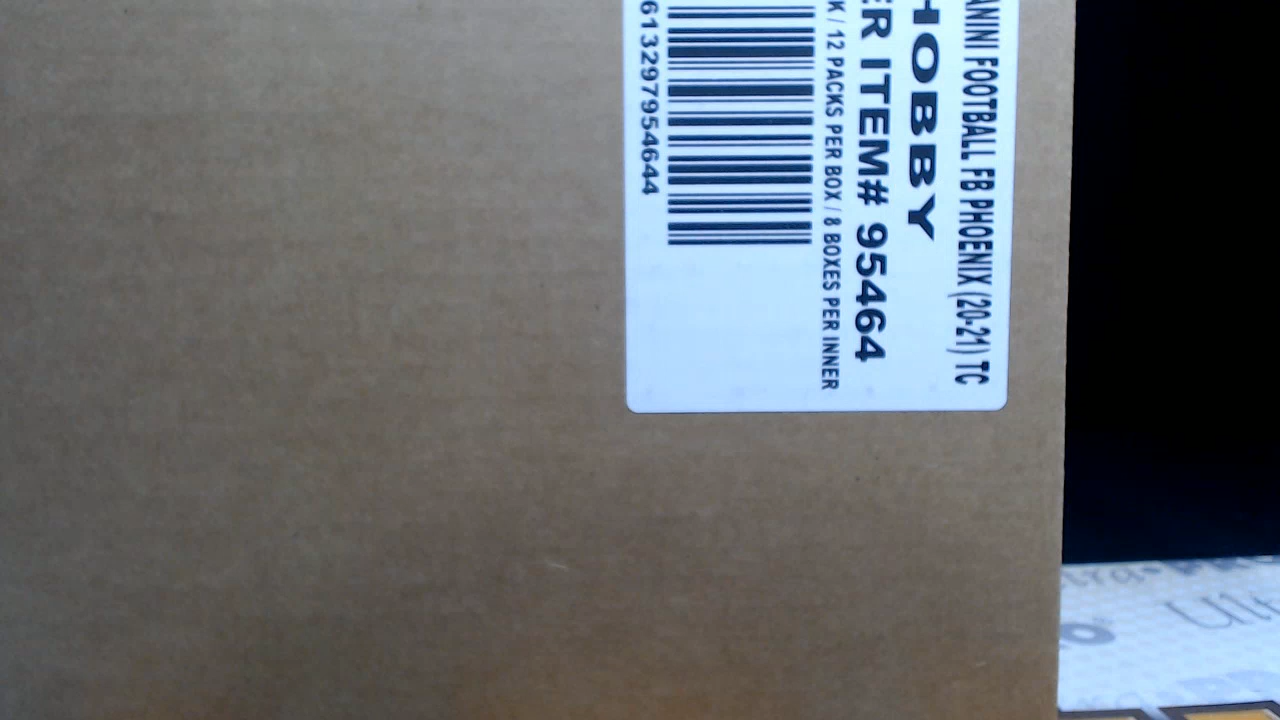 ANINI FOOTBALL FB PHOENIX (20-21) TC
HOBBY
ER ITEM# 95464
K / 12 PACKS PER BOX / 8 BOXES PER INNER
613297954644